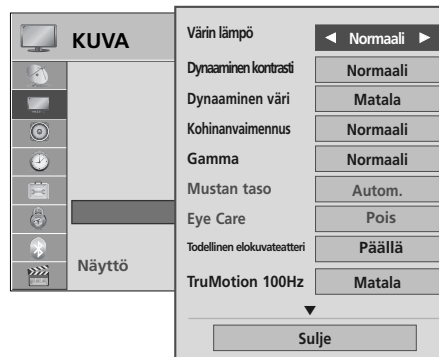 KUVA
Näyttö
Värin lämpö ◀ Normaali ▶
Dynaaminen kontrasti Normaali
Dynaaminen väri Matala
Kohinanvaimennus Normaali
Gamma Normaali
Mustan taso Autom.
Eye Care Pois
Todellinen elokuvateatteri Päällä
TruMotion 100Hz Matala
▼
Sulje